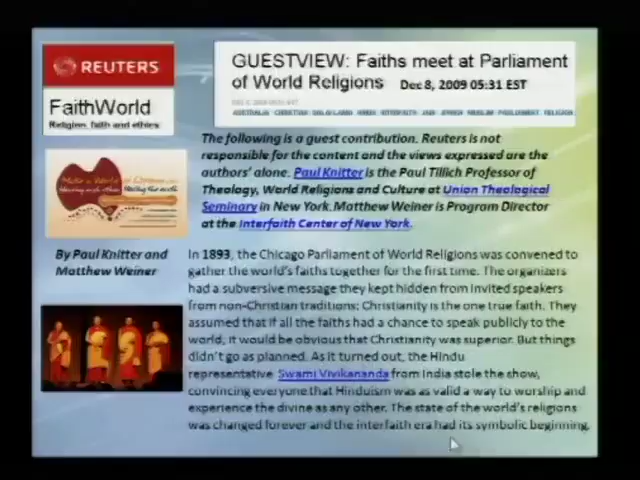 REUTERS
FaithWorld
Religion, faith and ethics
GUESTVIEW: Faiths meet at Parliament
of World Religions Dec 8, 2009 05:31 EST
The following is a guest contribution. Reuters is not
responsible for the content and the views expressed are the
authors' alone. Paul Knitter is the Paul Tillich Professor of
Theology, World Religions and Culture at Union Theological
Seminary in New York. Matthew Weiner is Program Director
at the Interfaith Center of New York.
By Paul Knitter and
Matthew Weiner
In 1893, the Chicago Parliament of World Religions was convened to
gather the world's faiths together for the first time. The organizers
had a subversive message they kept hidden from invited speakers
from non-Christian traditions: Christianity is the one true faith. They
assumed that if all the faiths had a chance to speak publicly to the
world, it would be obvious that Christianity was superior. But things
didn't go as planned. As it turned out, the Hindu
representative Swami Vivikananda from India stole the show,
convincing everyone that Hinduism was as valid a way to worship and
experience the divine as any other. The state of the world's religions
was changed forever and the interfaith era had its symbolic beginning.